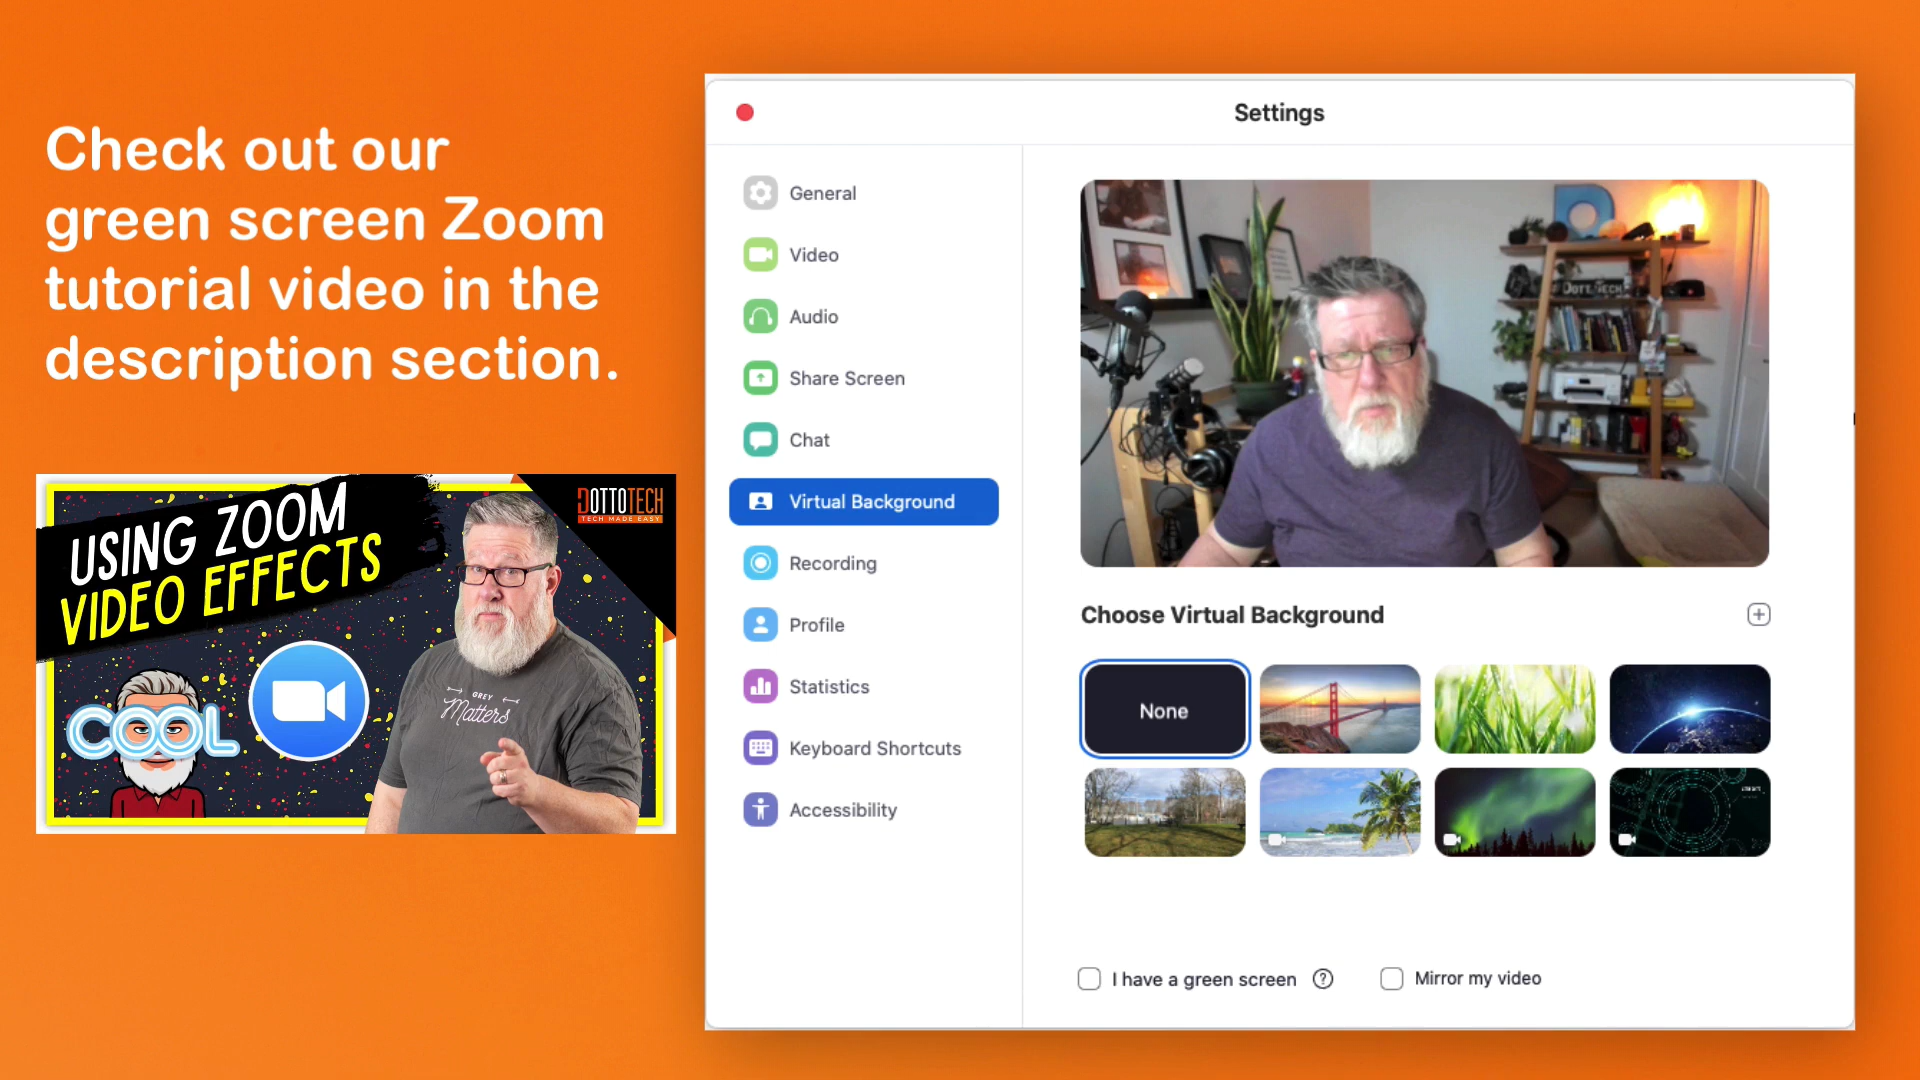 Check out our
green screen Zoom
tutorial video in the
description section.
USING ZOOM
VIDEO EFFECTS
DOTTOTECH
TECH MADE EASY
GREY
Matters
COOL
Settings
General
Video
Audio
Share Screen
Chat
Virtual Background
Recording
Profile
Statistics
Keyboard Shortcuts
Accessibility
DOTTOTECH
Choose Virtual Background
None
I have a green screen
Mirror my video